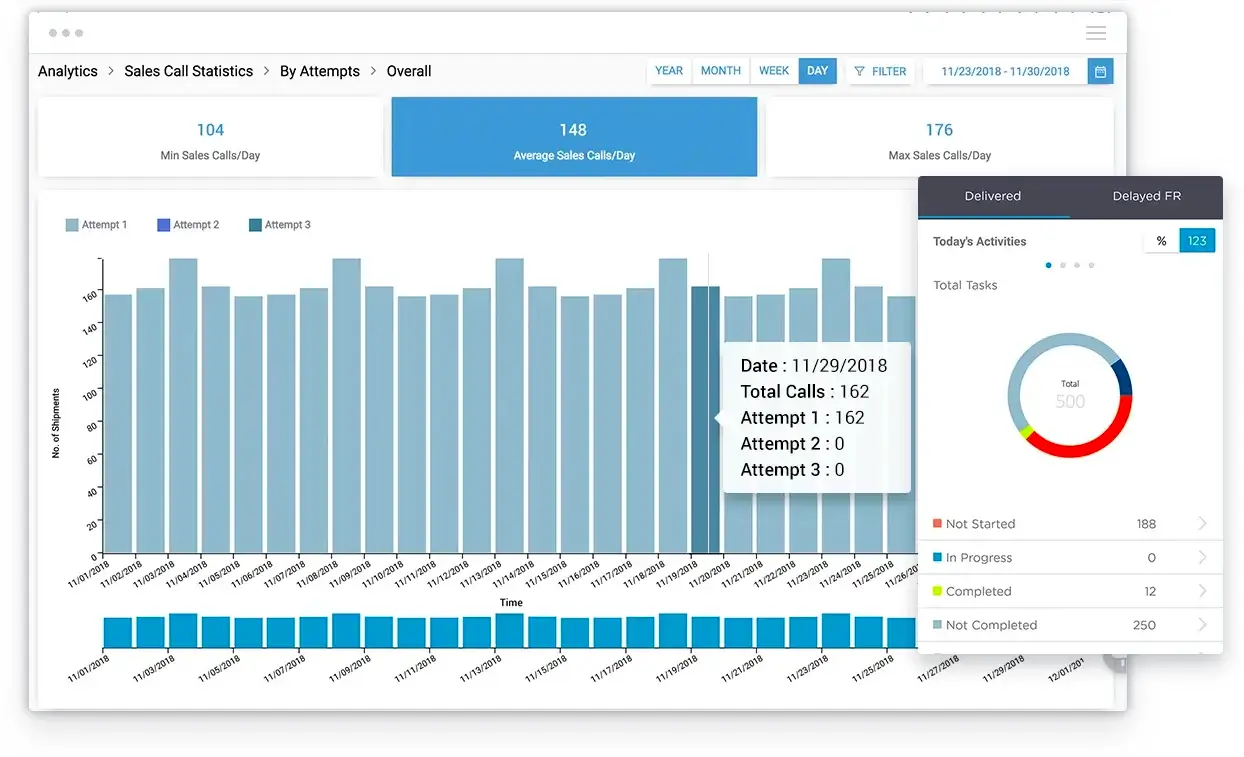 Analytics > Sales Call Statistics > By Attempts > Overall
YEAR MONTH WEEK DAY FILTER 11/23/2018 - 11/30/2018
104
Min Sales Calls/Day
148
Average Sales Calls/Day
176
Max Sales Calls/Day
Attempt 1 Attempt 2 Attempt 3
No. of Shipments
160
140
120
100
80
60
40
20
0
11/01/2018 11/02/2018 11/03/2018 11/04/2018 11/05/2018 11/06/2018 11/07/2018 11/08/2018 11/09/2018 11/10/2018 11/11/2018 11/12/2018 11/13/2018 11/14/2018 11/15/2018 11/16/2018 11/17/2018 11/18/2018 11/19/2018 11/20/2018 11/21/2018 11/22/2018 11/23/2018 11/24/2018 11/25/2018 11/26/20
Time
11/01/2018 11/03/2018 11/05/2018 11/07/2018 11/09/2018 11/11/2018 11/13/2018 11/15/2018 11/17/2018 11/19/2018 11/21/2018 11/23/2018 11/25/2018 11/27/2018 11/29/2018 12/01/201
Date : 11/29/2018
Total Calls : 162
Attempt 1 : 162
Attempt 2 : 0
Attempt 3 : 0
Delivered Delayed FR
Today's Activities % 123
Total Tasks
Total
500
Not Started 188
In Progress 0
Completed 12
Not Completed 250